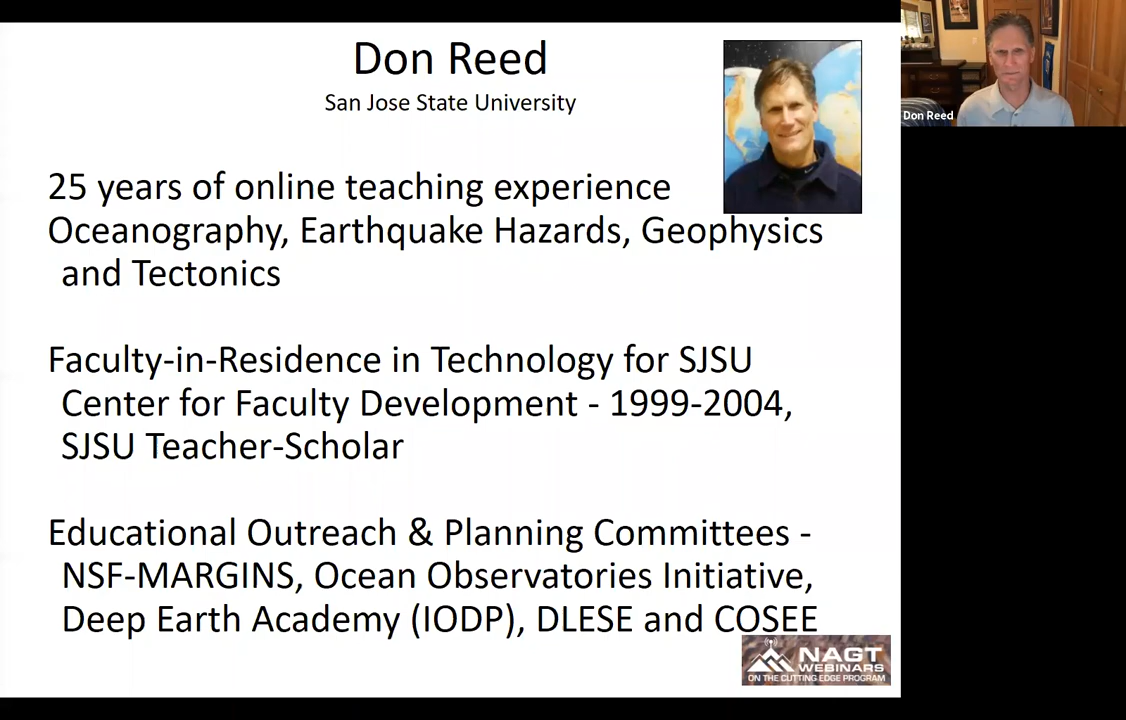 Don Reed
San Jose State University
25 years of online teaching experience
Oceanography, Earthquake Hazards, Geophysics
and Tectonics
Faculty-in-Residence in Technology for SJSU
Center for Faculty Development - 1999-2004,
SJSU Teacher-Scholar
Educational Outreach & Planning Committees -
NSF-MARGINS, Ocean Observatories Initiative,
Deep Earth Academy (IODP), DLESE and COSEE
NAGT
WEBINARS
ON THE CUTTING EDGE PROGRAM
Don Reed